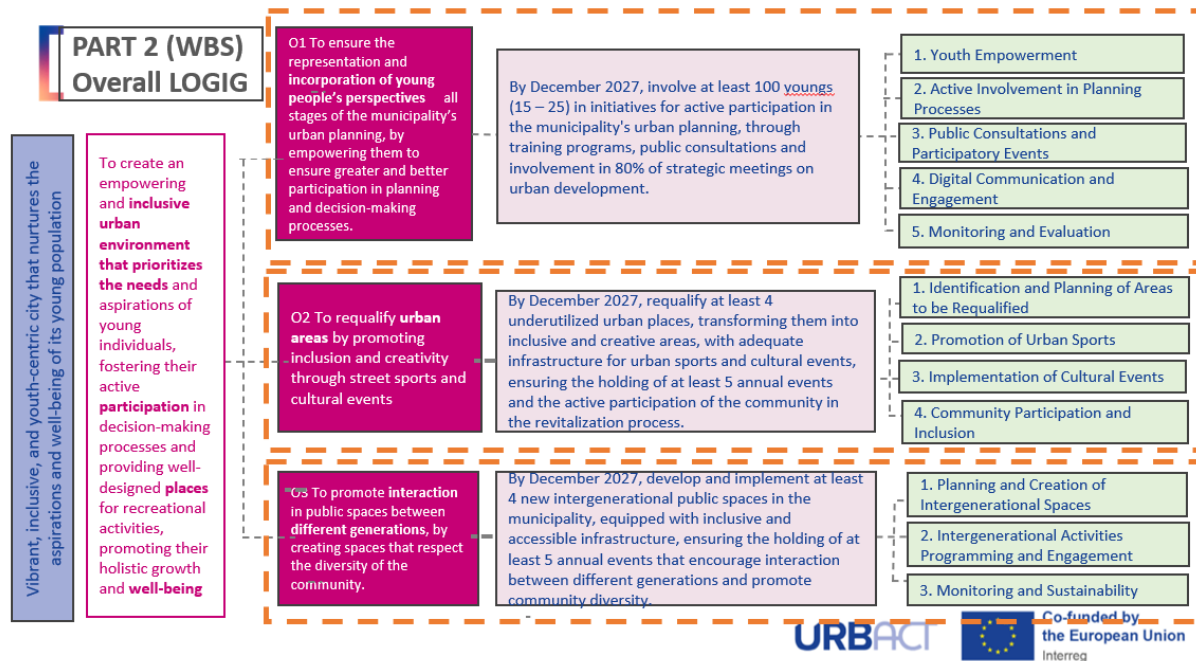 PART 2 (WBS)
Overall LOGIG
Vibrant, inclusive, and youth-centric city that nurtures the
aspirations and well-being of its young population
To create an
empowering
and inclusive
urban
environment
that prioritizes
the needs and
aspirations of
young
individuals,
fostering their
active
participation in
decision-making
processes and
providing well-
designed places
for recreational
activities,
promoting their
holistic growth
and well-being
O1 To ensure the
representation and
incorporation of young
people's perspectives all
stages of the municipality's
urban planning, by
empowering them to
ensure greater and better
participation in planning
and decision-making
processes.
By December 2027, involve at least 100 youngs
(15 – 25) in initiatives for active participation in
the municipality's urban planning, through
training programs, public consultations and
involvement in 80% of strategic meetings on
urban development.
1. Youth Empowerment
2. Active Involvement in Planning
Processes
3. Public Consultations and
Participatory Events
4. Digital Communication and
Engagement
5. Monitoring and Evaluation
O2 To requalify urban
areas by promoting
inclusion and creativity
through street sports and
cultural events
By December 2027, requalify at least 4
underutilized urban places, transforming them into
inclusive and creative areas, with adequate
infrastructure for urban sports and cultural events,
ensuring the holding of at least 5 annual events
and the active participation of the community in
the revitalization process.
1. Identification and Planning of Areas
to be Requalified
2. Promotion of Urban Sports
3. Implementation of Cultural Events
4. Community Participation and
Inclusion
O3 To promote interaction
in public spaces between
different generations, by
creating spaces that respect
the diversity of the
community.
By December 2027, develop and implement at least
4 new intergenerational public spaces in the
municipality, equipped with inclusive and
accessible infrastructure, ensuring the holding of at
least 5 annual events that encourage interaction
between different generations and promote
community diversity.
1. Planning and Creation of
Intergenerational Spaces
2. Intergenerational Activities
Programming and Engagement
3. Monitoring and Sustainability
URBACT
Co-funded by
the European Union
Interreg